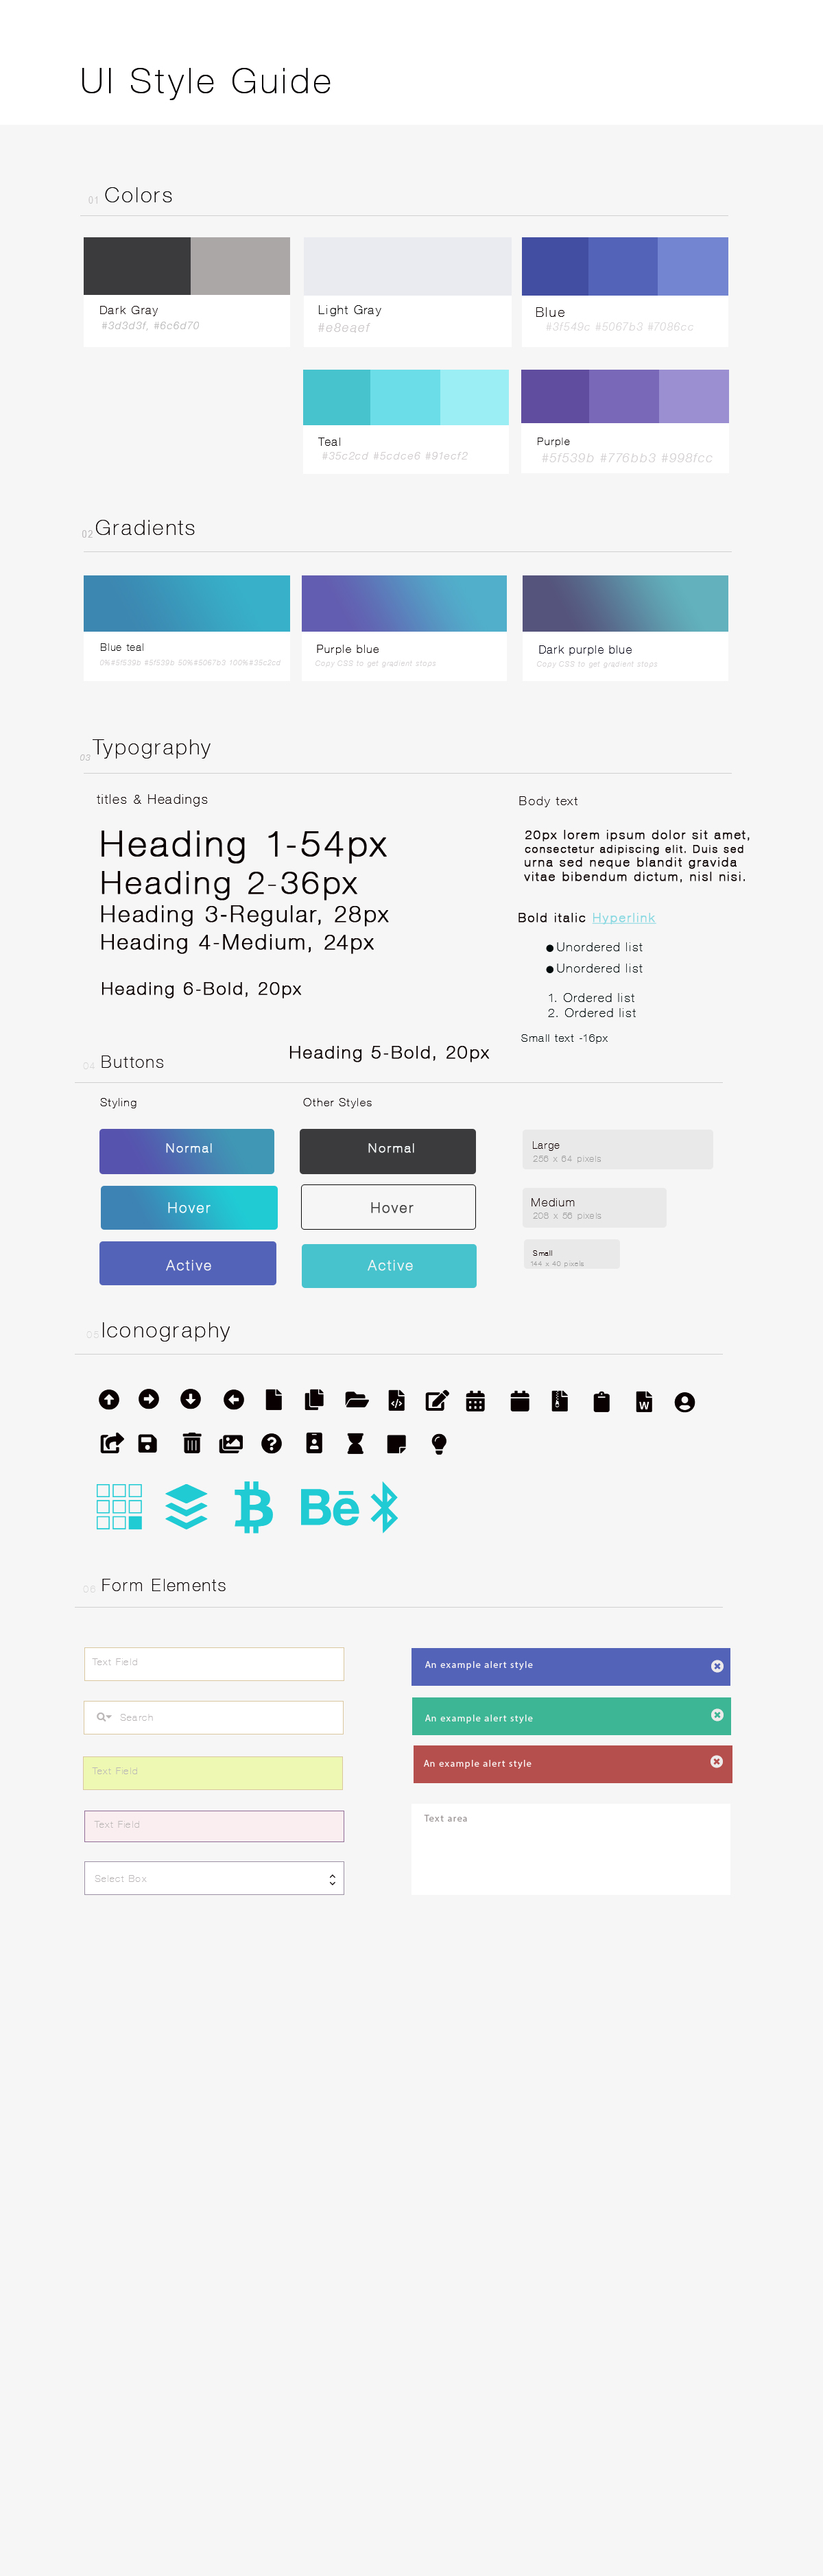 UI Style Guide
01 Colors
Dark Gray
#3d3d3f, #6c6d70
Light Gray
#e8eaef
Blue
#3f549c #5067b3 #7086cc
Teal
#35c2cd #5cdce6 #91ecf2
Purple
#5f539b #776bb3 #998fcc
02 Gradients
Blue teal
0%#5f539b #5f539b 50%#5067b3 100%#35c2cd
Purple blue
Copy CSS to get gradient stops
Dark purple blue
Copy CSS to get gradient stops
03 Typography
titles & Headings
Heading 1-54px
Heading 2-36px
Heading 3-Regular, 28px
Heading 4-Medium, 24px
Heading 6-Bold, 20px
Heading 5-Bold, 20px
Body text
20px lorem ipsum dolor sit amet,
consectetur adipiscing elit. Duis sed
urna sed neque blandit gravida
vitae bibendum dictum, nisl nisi.
Bold italic Hyperlink
Unordered list
Unordered list
1. Ordered list
2. Ordered list
Small text -16px
04 Buttons
Styling
Other Styles
Normal
Normal
Large
256 x 64 pixels
Hover
Hover
Medium
208 x 56 pixels
Active
Active
Small
144 x 40 pixels
05 Iconography
W
Bē
06 Form Elements
Text Field
Search
Text Field
Text Field
Select Box
An example alert style
An example alert style
An example alert style
Text area